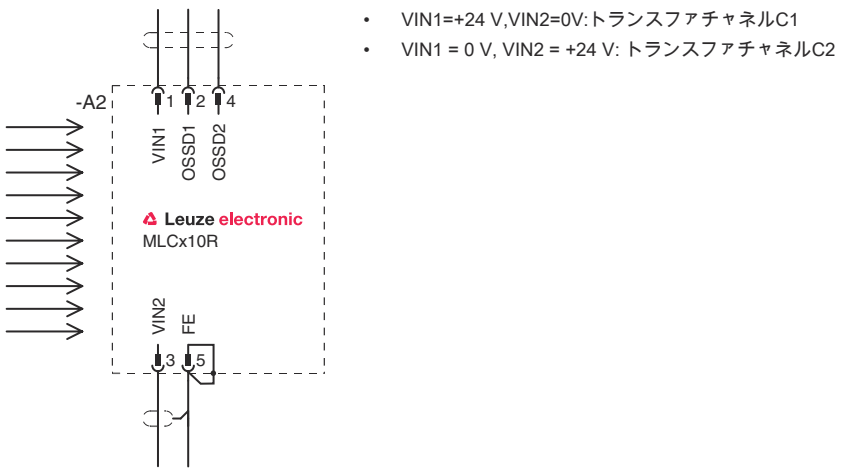 • VIN1=+24 V,VIN2=0V:トランスファチャネルC1
• VIN1 = 0 V, VIN2 = +24 V: トランスファチャネルC2
-A2
1 2 4
VIN1
OSSD1
OSSD2
Leuze electronic
MLCx10R
VIN2
FE
3 5